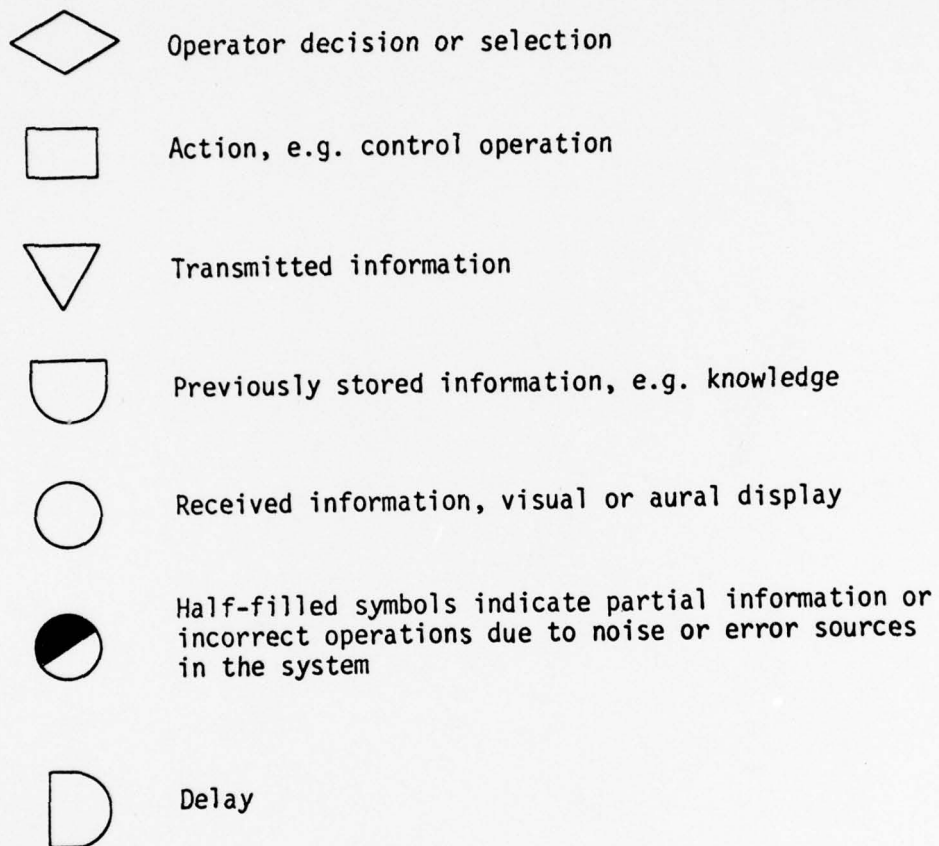 Operator decision or selection
Action, e.g. control operation
Transmitted information
Previously stored information, e.g. knowledge
Received information, visual or aural display
Half-filled symbols indicate partial information or
incorrect operations due to noise or error sources
in the system
Delay